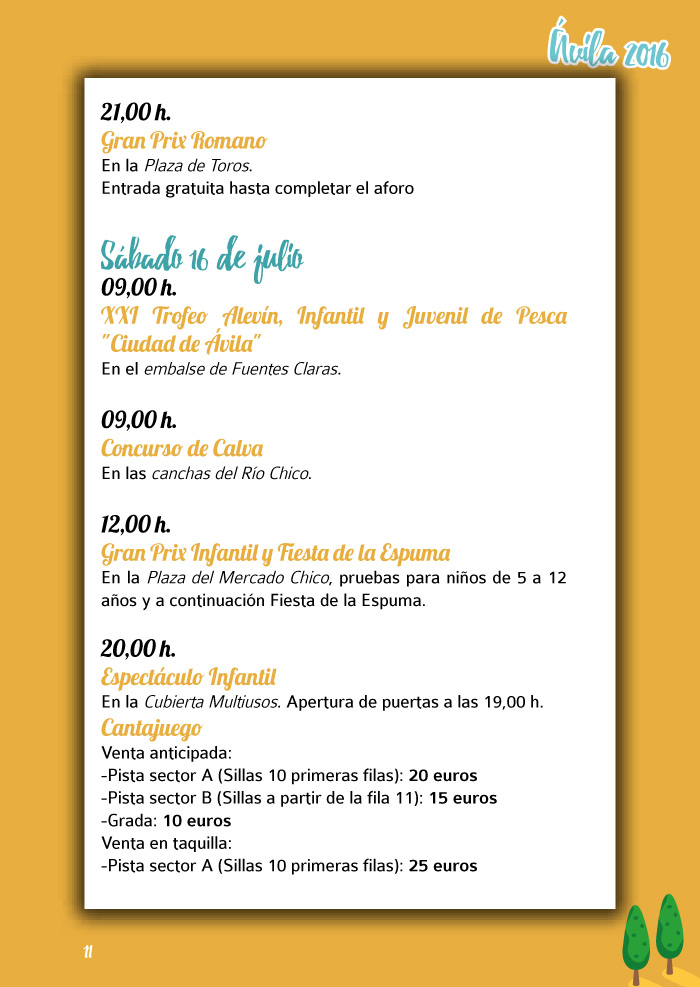 Ávila 2016
21,00 h.
Gran Prix Romano
En la Plaza de Toros.
Entrada gratuita hasta completar el aforo
Sábado 16 de julio
09,00 h.
XXI Trofeo Alevín, Infantil y Juvenil de Pesca
"Ciudad de Ávila"
En el embalse de Fuentes Claras.
09,00 h.
Concurso de Calva
En las canchas del Río Chico.
12,00 h.
Gran Prix Infantil y Fiesta de la Espuma
En la Plaza del Mercado Chico, pruebas para niños de 5 a 12
años y a continuación Fiesta de la Espuma.
20,00 h.
Espectáculo Infantil
En la Cubierta Multiusos. Apertura de puertas a las 19,00 h.
Cantajuego
Venta anticipada:
-Pista sector A (Sillas 10 primeras filas): 20 euros
-Pista sector B (Sillas a partir de la fila 11): 15 euros
-Grada: 10 euros
Venta en taquilla:
-Pista sector A (Sillas 10 primeras filas): 25 euros
11